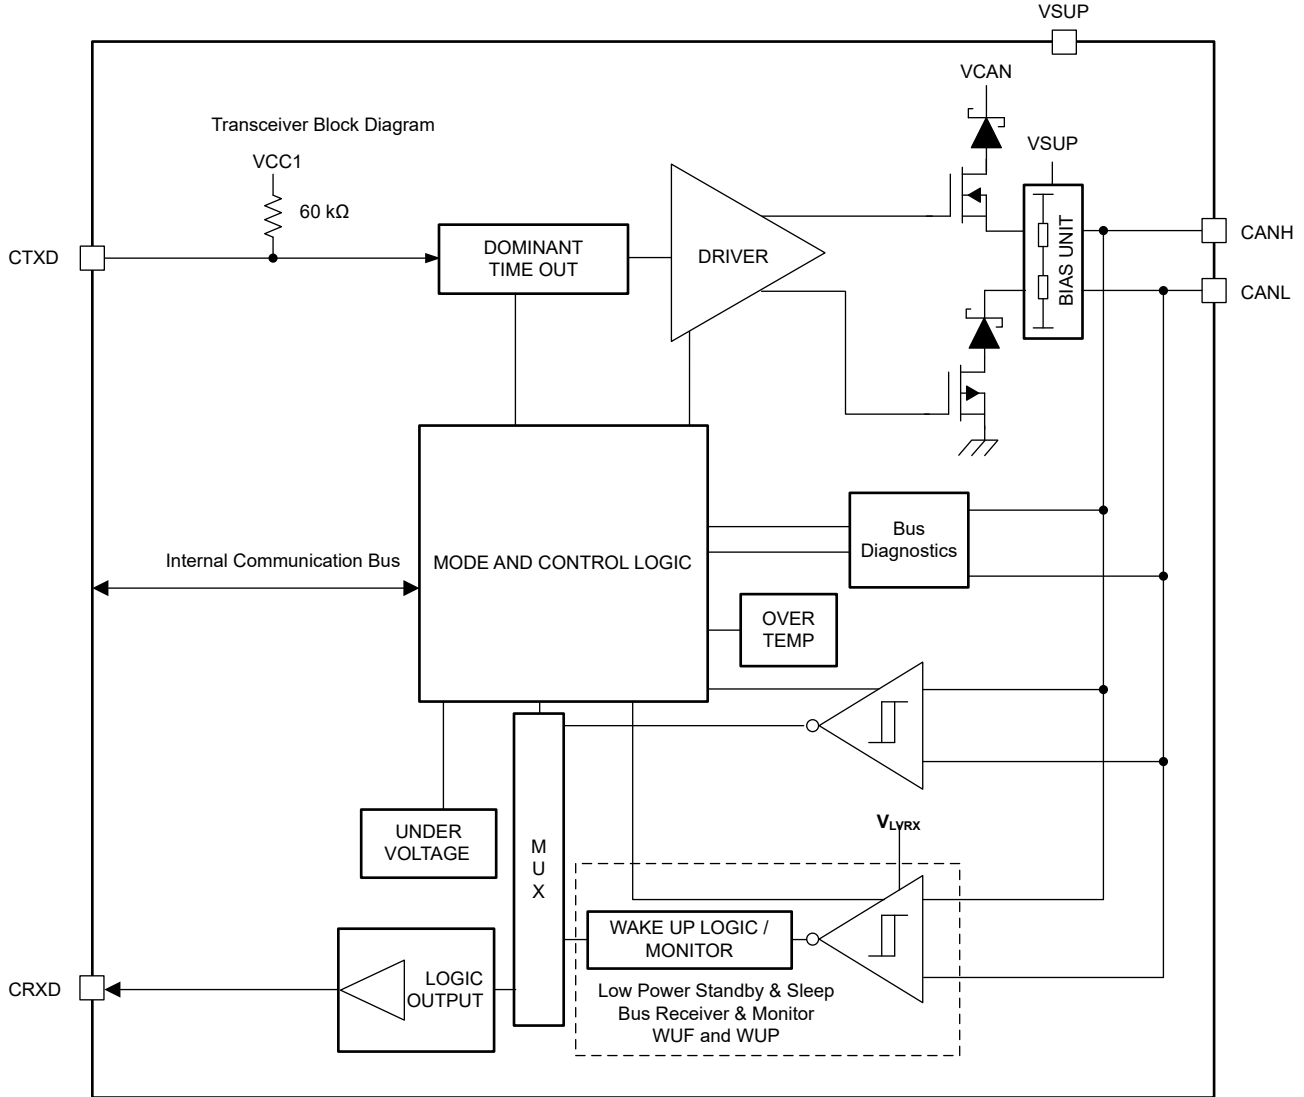 VSUP
VCAN
Transceiver Block Diagram
VSUP
VCC1
60 kΩ
CTXD
DOMINANT
TIME OUT
DRIVER
BIAS UNIT
CANH
CANL
Internal Communication Bus
MODE AND CONTROL LOGIC
Bus
Diagnostics
OVER
TEMP
UNDER
VOLTAGE
M
U
X
VLVRX
WAKE UP LOGIC /
MONITOR
Low Power Standby & Sleep
Bus Receiver & Monitor
WUF and WUP
CRXD
LOGIC
OUTPUT